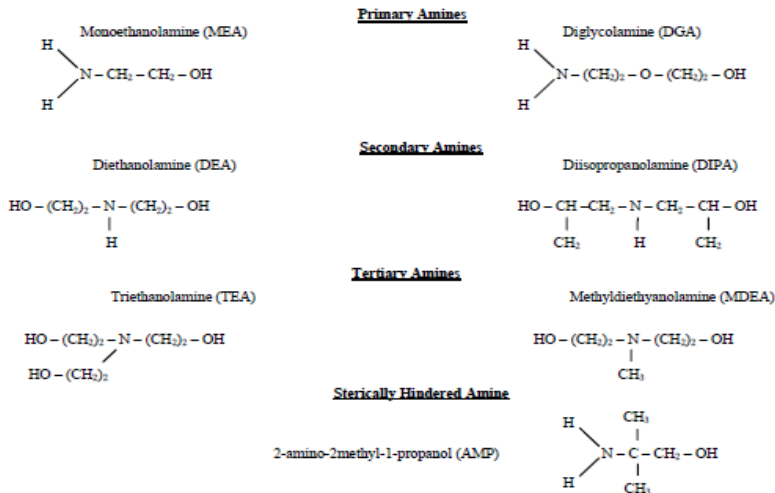 Primary Amines
Monoethanolamine (MEA)
Diglycolamine (DGA)
H
N – CH₂ – CH₂ – OH
H
H
N – (CH₂)₂ – O – (CH₂)₂ – OH
H
Secondary Amines
Diethanolamine (DEA)
Diisopropanolamine (DIPA)
HO – (CH₂)₂ – N – (CH₂)₂ – OH
H
HO – CH –CH₂ – N – CH₂ – CH – OH
CH₂ H CH₂
Tertiary Amines
Triethanolamine (TEA)
Methyldiethyanolamine (MDEA)
HO – (CH₂)₂ – N – (CH₂)₂ – OH
HO – (CH₂)₂
HO – (CH₂)₂ – N – (CH₂)₂ – OH
CH₃
Sterically Hindered Amine
2-amino-2methyl-1-propanol (AMP)
H CH₃
N – C – CH₂ – OH
H CH₃